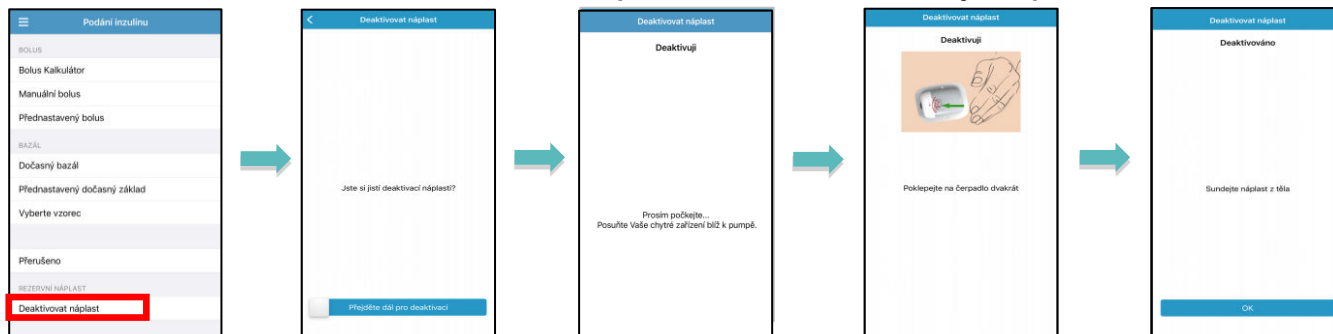 Podání inzulínu
BOLUS
Bolus Kalkulátor
Manuální bolus
Přednastavený bolus
BAZÁL
Dočasný bazál
Přednastavený dočasný základ
Vyberte vzorec
Přerušeno
REZERVNÍ NÁPLAST
Deaktivovat náplast
Deaktivovat náplast
Jste si jistí deaktivací náplasti?
Přejděte dál pro deaktivaci
Deaktivovat náplast
Deaktivuji
Prosím počkejte...
Posuňte Vaše chytré zařízení blíž k pumpě.
Deaktivovat náplast
Deaktivuji
Poklepejte na čerpadlo dvakrát
Deaktivovat náplast
Deaktivováno
Sundejte náplast z těla
OK